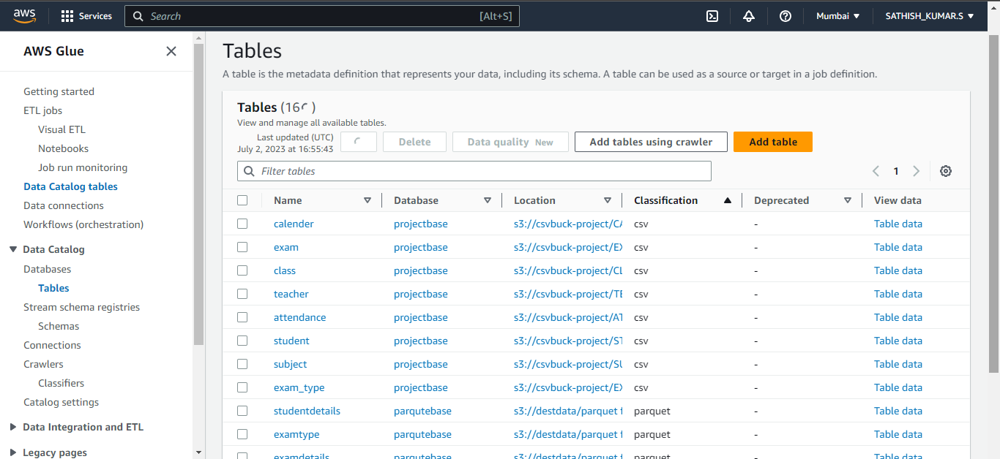 aws Services Search [Alt+S] Mumbai SATHISH_KUMAR.S
AWS Glue
Getting started
ETL jobs
Visual ETL
Notebooks
Job run monitoring
Data Catalog tables
Data connections
Workflows (orchestration)
Data Catalog
Databases
Tables
Stream schema registries
Schemas
Connections
Crawlers
Classifiers
Catalog settings
Data Integration and ETL
Legacy pages
Tables
A table is the metadata definition that represents your data, including its schema. A table can be used as a source or target in a job definition.
Tables (16 )
View and manage all available tables.
Last updated (UTC)
July 2, 2023 at 16:55:43
Delete Data quality New Add tables using crawler Add table
Filter tables 1
Name Database Location Classification Deprecated View data
calender projectbase s3://csvbuck-project/CA csv - Table data
exam projectbase s3://csvbuck-project/EX csv - Table data
class projectbase s3://csvbuck-project/CL csv - Table data
teacher projectbase s3://csvbuck-project/TE csv - Table data
attendance projectbase s3://csvbuck-project/AT csv - Table data
student projectbase s3://csvbuck-project/ST csv - Table data
subject projectbase s3://csvbuck-project/SU csv - Table data
exam_type projectbase s3://csvbuck-project/EX csv - Table data
studentdetails parqutebase s3://destdata/parquet f parquet - Table data
examtype parqutebase s3://destdata/parquet f parquet - Table data
examdetails parqutebase s3://destdata/parquet f parquet - Table data